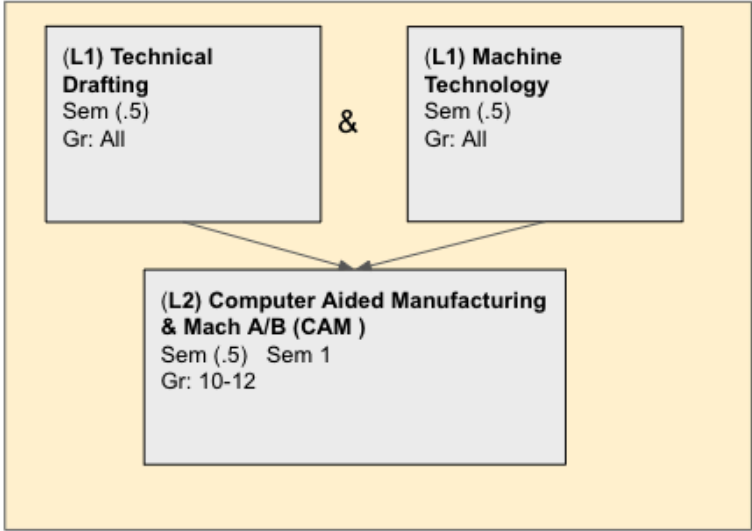 (L1) Technical
Drafting
Sem (.5)
Gr: All
&
(L1) Machine
Technology
Sem (.5)
Gr: All
(L2) Computer Aided Manufacturing
& Mach A/B (CAM )
Sem (.5)   Sem 1
Gr: 10-12